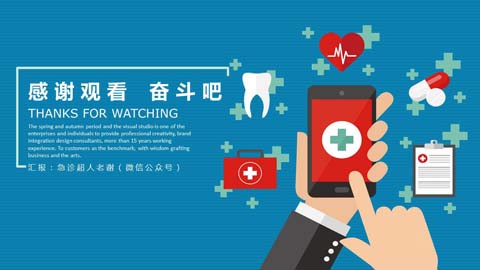 感谢观看 奋斗吧
THANKS FOR WATCHING
The spring and autumn period and the visual studio is one of the
enterprises and individuals to provide professional creativity, brand
integration design consultants, more than 15 years working
experience. To customers as the benchmark, with wisdom grafting
business and the arts.
汇报：急诊超人老谢（微信公众号）